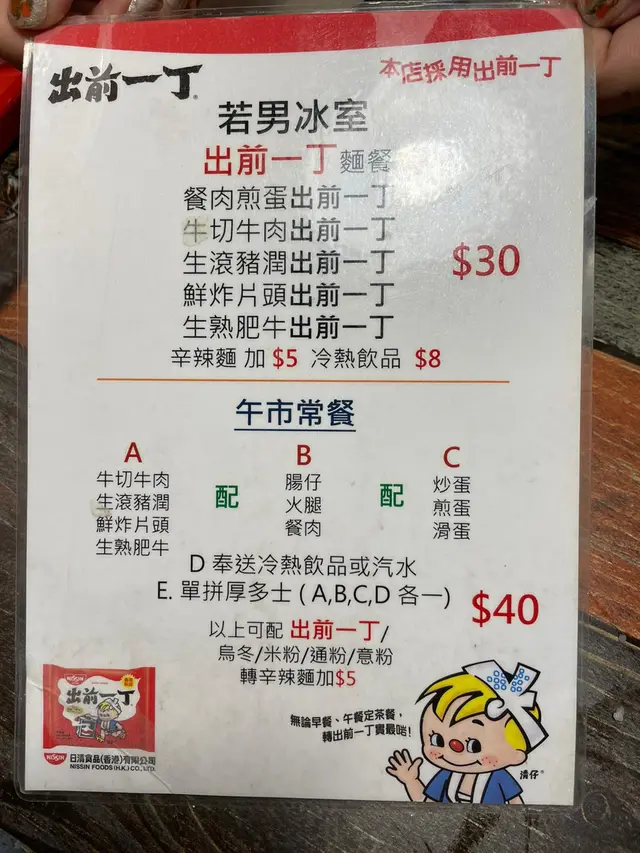 出前一丁
本店採用出前一丁
若男冰室
出前一丁麵餐
餐肉煎蛋出前一丁
牛切牛肉出前一丁
生滾豬潤出前一丁
鮮炸片頭出前一丁
生熟肥牛出前一丁
$30
辛辣麵 加 $5 冷熱飲品 $8
午市常餐
A B C
牛切牛肉 腸仔 炒蛋
生滾豬潤 配 火腿 配 煎蛋
鮮炸片頭 餐肉 滑蛋
生熟肥牛
D 奉送冷熱飲品或汽水
E. 單拼厚多士 ( A,B,C,D 各一)
$40
以上可配 出前一丁/
烏冬/米粉/通粉/意粉
轉辛辣麵加$5
無論早餐、午餐定茶餐,
轉出前一丁實最啱!
清仔
NISSIN
出前一丁
NISSIN 日清食品(香港)有限公司
NISSIN FOODS (H.K.) CO., LTD.